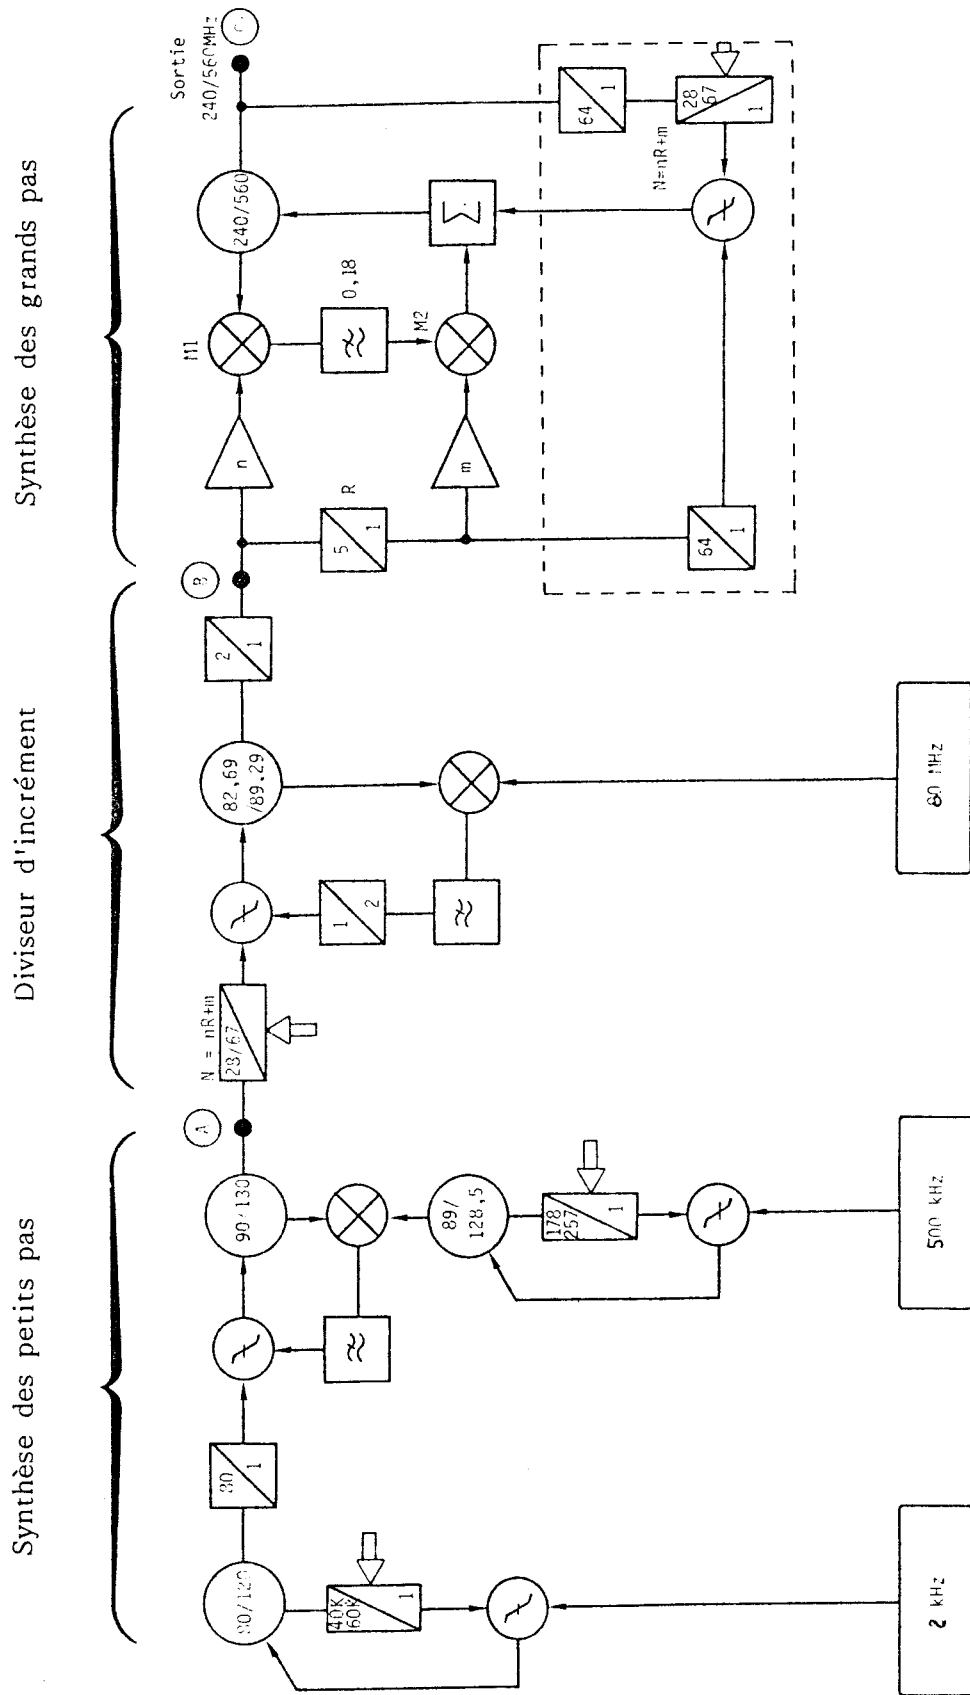 Synthèse des petits pas
Diviseur d'incrément
Synthèse des grands pas
80/120
40K
60K
1
2 kHz
80
1
90/130
A
89/
128,5
178
257
1
500 kHz
N = nR+m
28/67
1
2
82,69
/89.29
2
1
B
80 MHz
n
5
1
R
m
64
1
M1
0,18
M2
240/560
Σ
Sortie
240/560MHz
C
64
1
28
67
1
N=nR+m